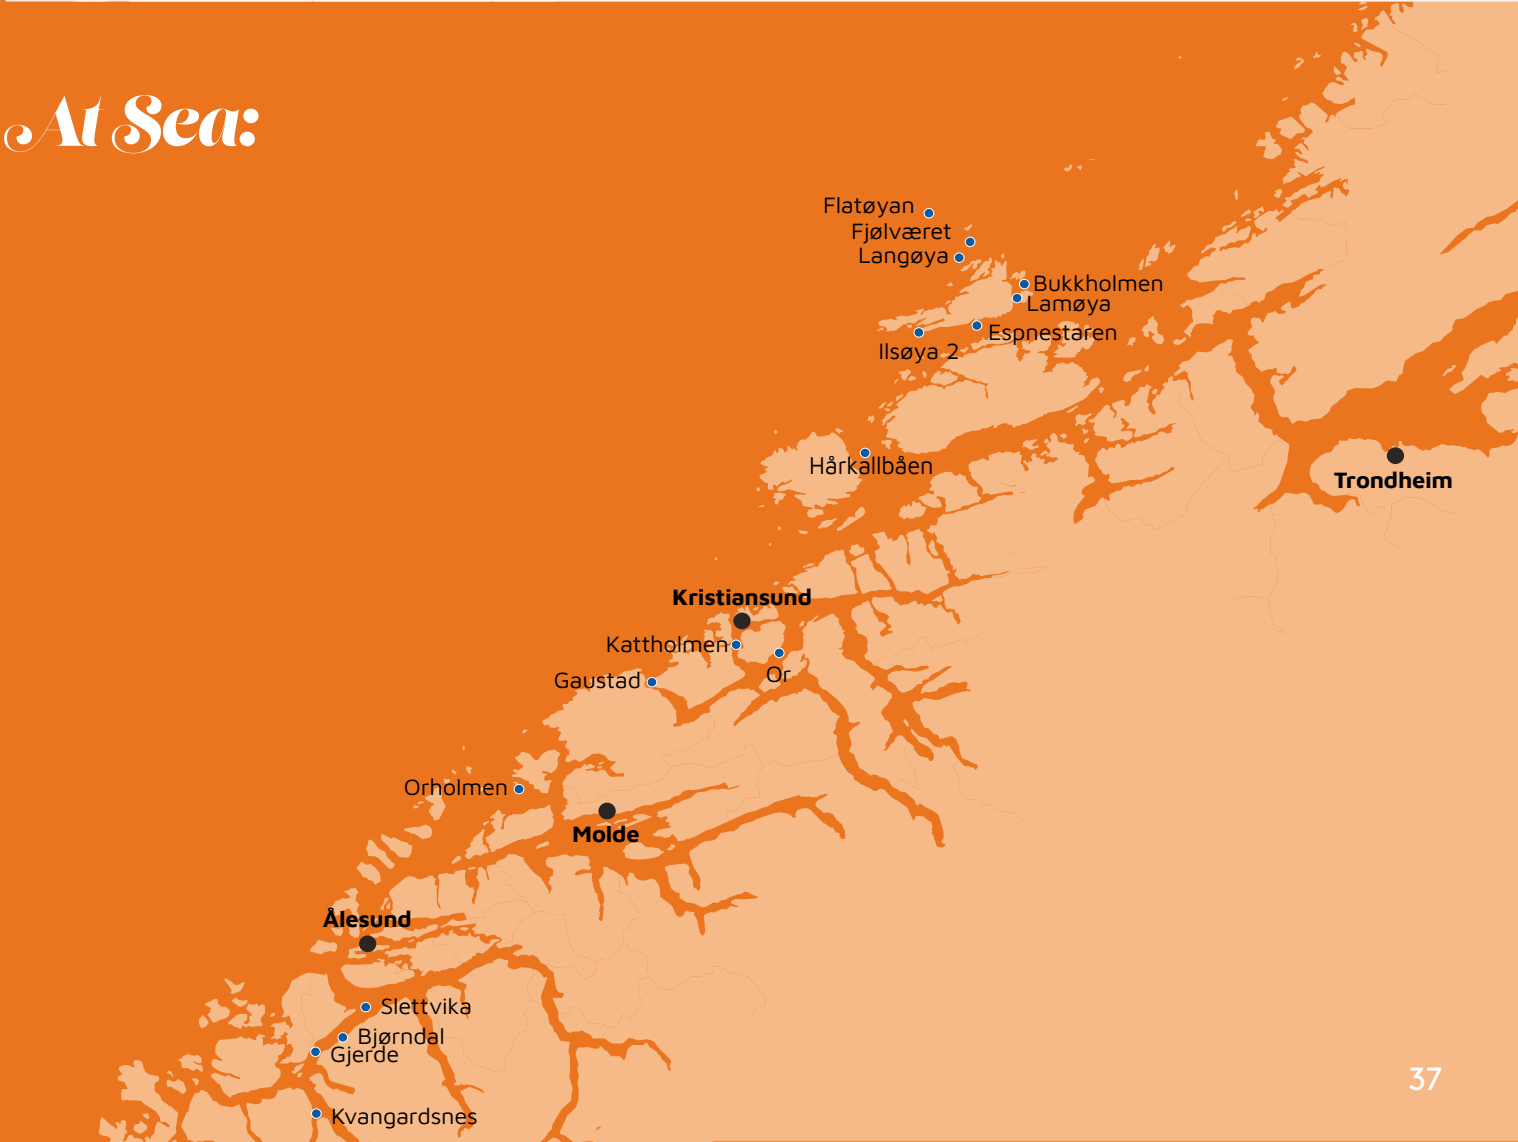 At Sea:
Flatøyan
Fjølværet
Langøya
Bukkholmen
Lamøya
Espnestaren
Ilsøya 2
Hårkallbåen
Trondheim
Kristiansund
Kattholmen
Or
Gaustad
Orholmen
Molde
Ålesund
Slettvika
Bjørndal
Gjerde
Kvangardsnes
37